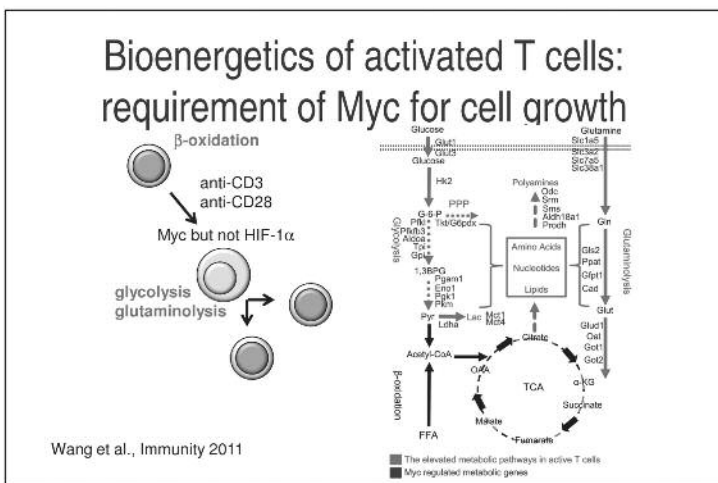 Bioenergetics of activated T cells:
requirement of Myc for cell growth
β-oxidation
anti-CD3
anti-CD28
Myc but not HIF-1α
glycolysis
glutaminolysis
Wang et al., Immunity 2011
Glucose
Glut1
Glut3
Glucose
Hk2
G-6-P
PPP
Tkt/G6pdx
Pfkl
Pfkfb3
Aldoa
Tpi
Gpi
Glycolysis
1,3BPG
Pgam1
Eno1
Pgk1
Pkm
Pyr
Ldha
Lac
Mct1
Mct4
Acetyl-CoA
β-oxidation
FFA
Polyamines
Odc
Srm
Sms
Aldh18a1
Prodh
Amino Acids
Nucleotides
Lipids
Citrate
OAA
TCA
α-KG
Succinate
Fumarate
Malate
Glutamine
Slc1a5
Slc3a2
Slc7a5
Slc38a1
Gln
Gls2
Ppat
Gfpt1
Cad
Glutaminolysis
Glut
Glud1
Oat
Got1
Got2
The elevated metabolic pathways in active T cells
Myc regulated metabolic genes